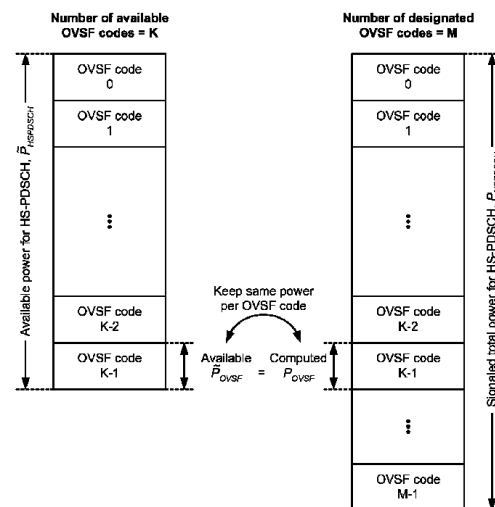 Number of available
OVSF codes = K
Number of designated
OVSF codes = M
OVSF code
0
OVSF code
1
OVSF code
K-2
OVSF code
K-1
Available power for HS-PDSCH, P̃HSPDSCH
Keep same power
per OVSF code
Available
Computed
P̃OVSF = POVSF
OVSF code
0
OVSF code
1
OVSF code
K-2
OVSF code
K-1
OVSF code
M-1
Signaled total power for HS-PDSCH,